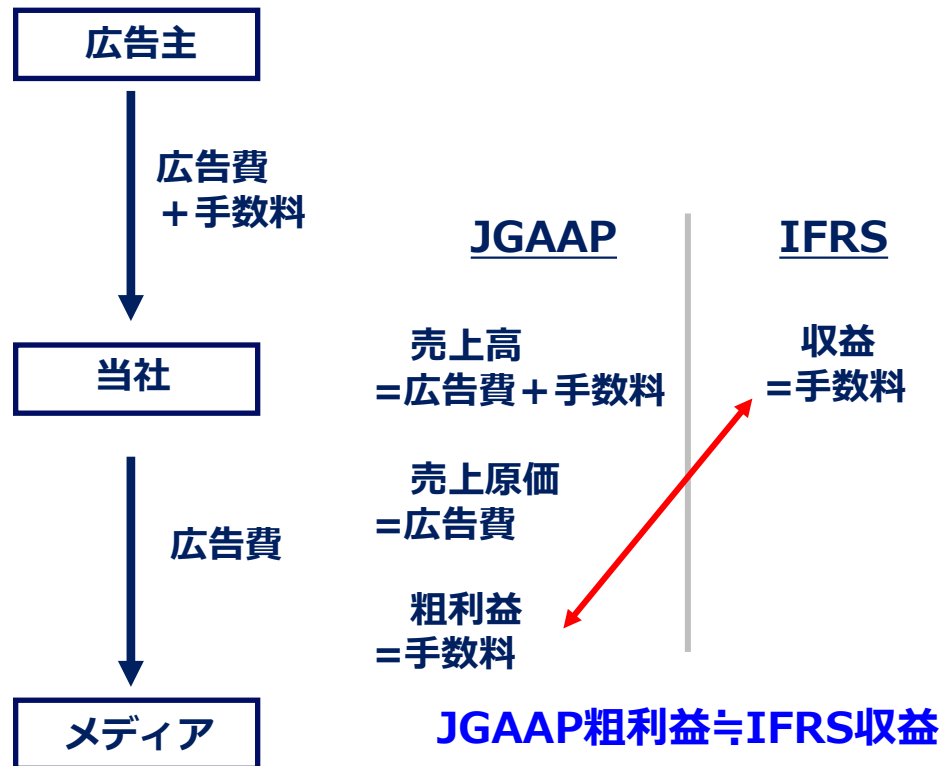 広告主
広告費
＋手数料
JGAAP
IFRS
売上高
=広告費＋手数料
収益
=手数料
当社
売上原価
=広告費
広告費
粗利益
=手数料
メディア
JGAAP粗利益≒IFRS収益